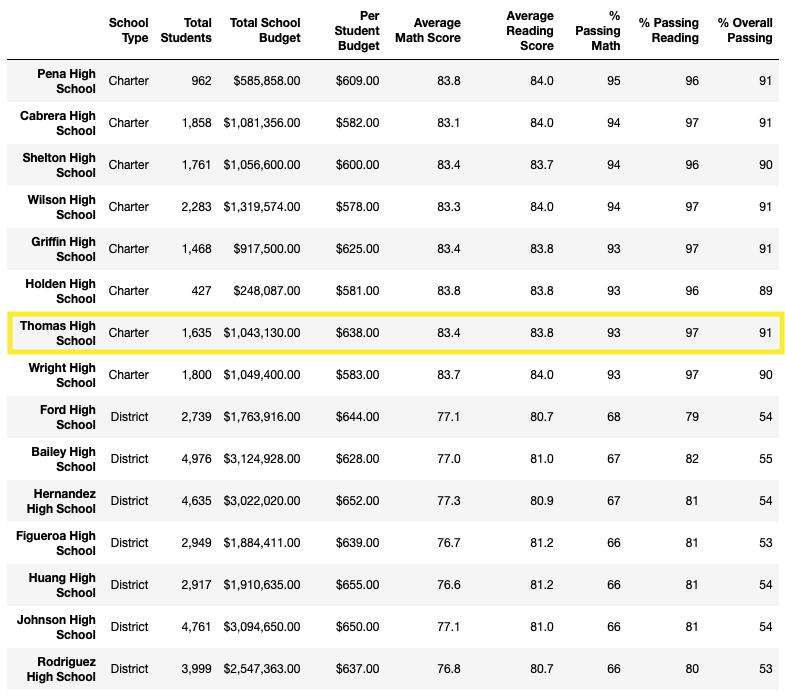 School Type Total Students Total School Budget Per Student Budget Average Math Score Average Reading Score % Passing Math % Passing Reading % Overall Passing
Pena High School Charter 962 $585,858.00 $609.00 83.8 84.0 95 96 91
Cabrera High School Charter 1,858 $1,081,356.00 $582.00 83.1 84.0 94 97 91
Shelton High School Charter 1,761 $1,056,600.00 $600.00 83.4 83.7 94 96 90
Wilson High School Charter 2,283 $1,319,574.00 $578.00 83.3 84.0 94 97 91
Griffin High School Charter 1,468 $917,500.00 $625.00 83.4 83.8 93 97 91
Holden High School Charter 427 $248,087.00 $581.00 83.8 83.8 93 96 89
Thomas High School Charter 1,635 $1,043,130.00 $638.00 83.4 83.8 93 97 91
Wright High School Charter 1,800 $1,049,400.00 $583.00 83.7 84.0 93 97 90
Ford High School District 2,739 $1,763,916.00 $644.00 77.1 80.7 68 79 54
Bailey High School District 4,976 $3,124,928.00 $628.00 77.0 81.0 67 82 55
Hernandez High School District 4,635 $3,022,020.00 $652.00 77.3 80.9 67 81 54
Figueroa High School District 2,949 $1,884,411.00 $639.00 76.7 81.2 66 81 53
Huang High School District 2,917 $1,910,635.00 $655.00 76.6 81.2 66 81 54
Johnson High School District 4,761 $3,094,650.00 $650.00 77.1 81.0 66 81 54
Rodriguez High School District 3,999 $2,547,363.00 $637.00 76.8 80.7 66 80 53